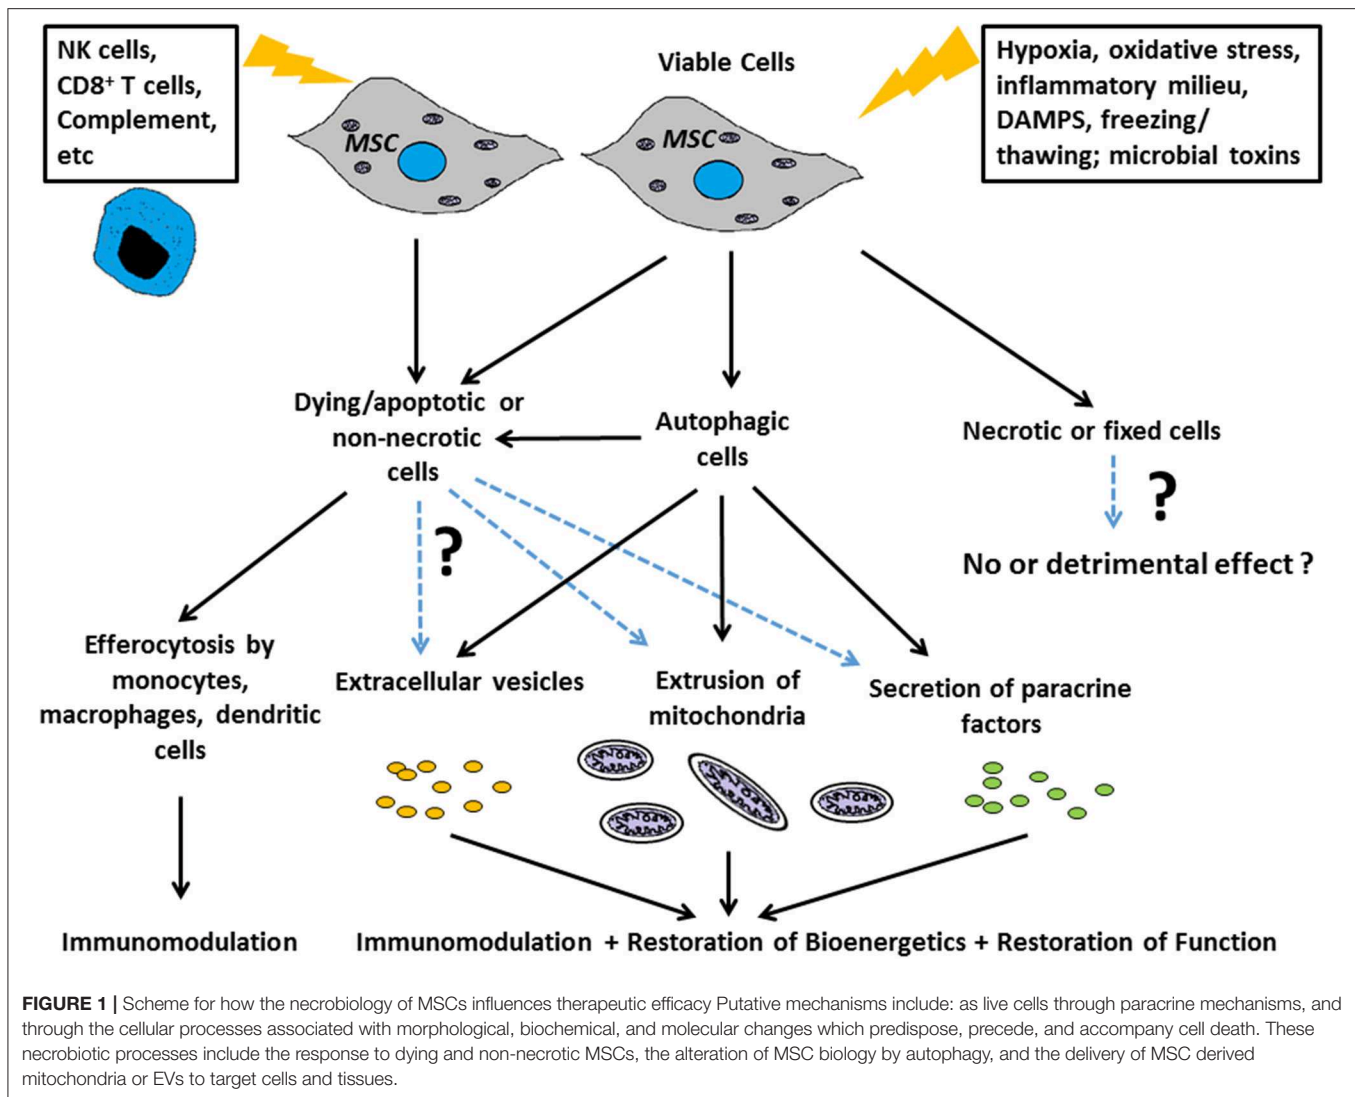 NK cells,
CD8⁺ T cells,
Complement,
etc
Viable Cells
Hypoxia, oxidative stress,
inflammatory milieu,
DAMPS, freezing/
thawing; microbial toxins
MSC
MSC
Dying/apoptotic or
non-necrotic
cells
Autophagic
cells
Necrotic or fixed cells
?
?
No or detrimental effect ?
Efferocytosis by
monocytes,
macrophages, dendritic
cells
Extracellular vesicles
Extrusion of
mitochondria
Secretion of paracrine
factors
Immunomodulation
Immunomodulation + Restoration of Bioenergetics + Restoration of Function
FIGURE 1 | Scheme for how the necrobiology of MSCs influences therapeutic efficacy Putative mechanisms include: as live cells through paracrine mechanisms, and
through the cellular processes associated with morphological, biochemical, and molecular changes which predispose, precede, and accompany cell death. These
necrobiotic processes include the response to dying and non-necrotic MSCs, the alteration of MSC biology by autophagy, and the delivery of MSC derived
mitochondria or EVs to target cells and tissues.